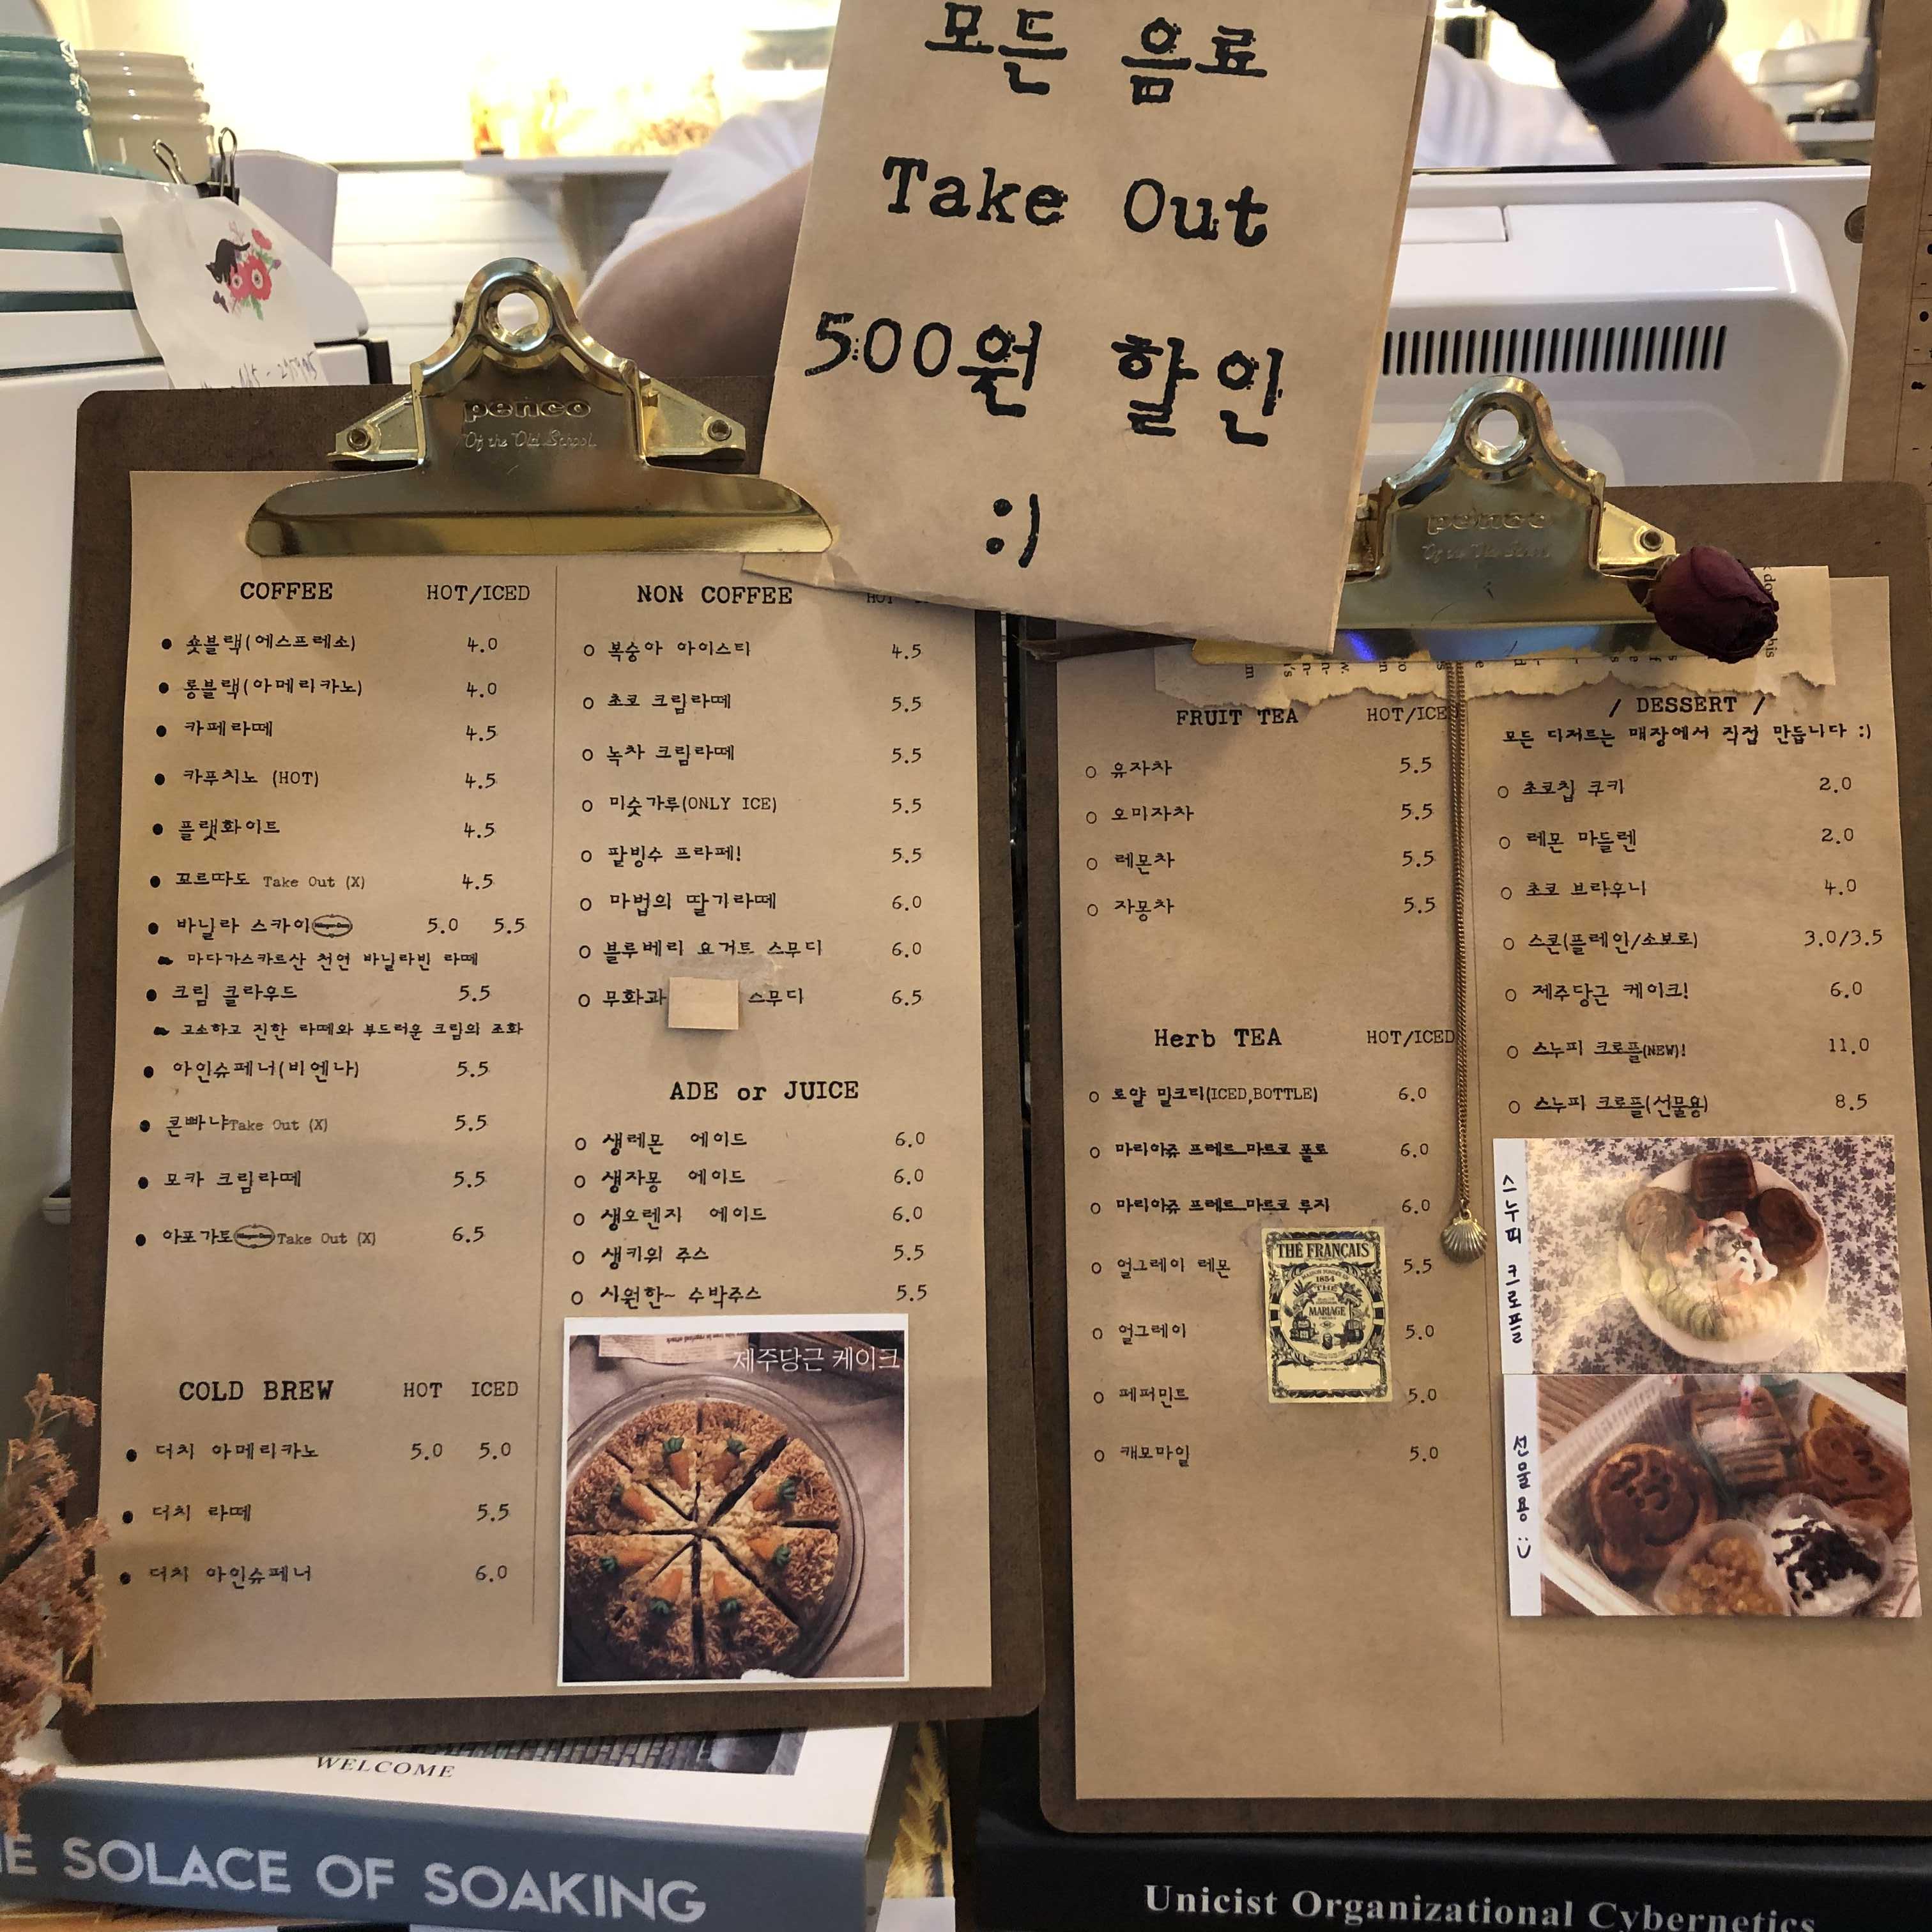 모든 음료
Take Out
500원 할인
:)
penco
Of the Old School
COFFEE HOT/ICED
숏블랙(에스프레소) 4.0
롱블랙(아메리카노) 4.0
카페라떼 4.5
카푸치노 (HOT) 4.5
플랫화이트 4.5
꼬르따도 Take Out (X) 4.5
바닐라 스카이 5.0 5.5
마다가스카르산 천연 바닐라빈 라떼
크림 클라우드 5.5
고소하고 진한 라떼와 부드러운 크림의 조화
아인슈페너(비엔나) 5.5
콘빠냐Take Out (X) 5.5
모카 크림라떼 5.5
아포가토 Take Out (X) 6.5
COLD BREW HOT ICED
더치 아메리카노 5.0 5.0
더치 라떼 5.5
더치 아인슈페너 6.0
NON COFFEE HOT
복숭아 아이스티 4.5
초코 크림라떼 5.5
녹차 크림라떼 5.5
미숫가루(ONLY ICE) 5.5
팥빙수 프라페! 5.5
마법의 딸기라떼 6.0
블루베리 요거트 스무디 6.0
무화과 스무디 6.5
ADE or JUICE
생레몬 에이드 6.0
생자몽 에이드 6.0
생오렌지 에이드 6.0
생키위 주스 5.5
시원한~ 수박주스 5.5
제주당근 케이크
penco
FRUIT TEA HOT/ICE
유자차 5.5
오미자차 5.5
레몬차 5.5
자몽차 5.5
Herb TEA HOT/ICED
로얄 밀크티(ICED,BOTTLE) 6.0
마리아쥬 프레르 마르코 폴로 6.0
마리아쥬 프레르 마르코 루지 6.0
얼그레이 레몬 5.5
얼그레이 5.0
페퍼민트 5.0
캐모마일 5.0
THÉ FRANÇAIS
1854
MARIAGE
/ DESSERT /
모든 디저트는 매장에서 직접 만듭니다 :)
초코칩 쿠키 2.0
레몬 마들렌 2.0
초코 브라우니 4.0
스콘(플레인/소보로) 3.0/3.5
제주당근 케이크! 6.0
스누피 크로플(NEW)! 11.0
스누피 크로플(선물용) 8.5
스누피 크로플
선물용 :)
WELCOME
E SOLACE OF SOAKING
Unicist Organizational Cybernetics